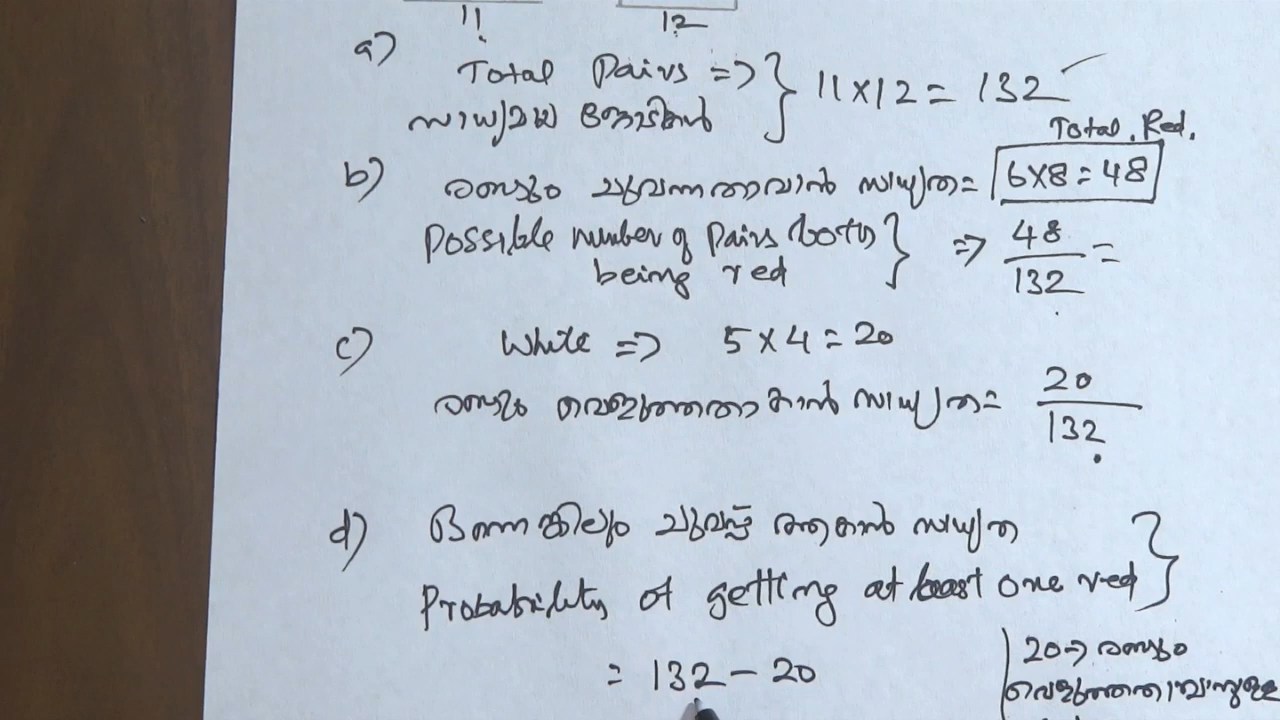 11
12
a) Total Pairs => } 11 x 12 = 132
സാധ്യമായ ജോടികൾ
Total Red.
b) രണ്ടും ചുവന്നതാവാൻ സാധ്യത = 6x8 = 48
Possible number of Pairs (both) } => 48/132 =
being red
c) White => 5 x 4 = 20
രണ്ടും വെളുത്തതാകാൻ സാധ്യത = 20/132
d) ഒന്നെങ്കിലും ചുവപ്പ് ആകാൻ സാധ്യത
Probability of getting at least one red }
= 132 - 20
20 -> രണ്ടും